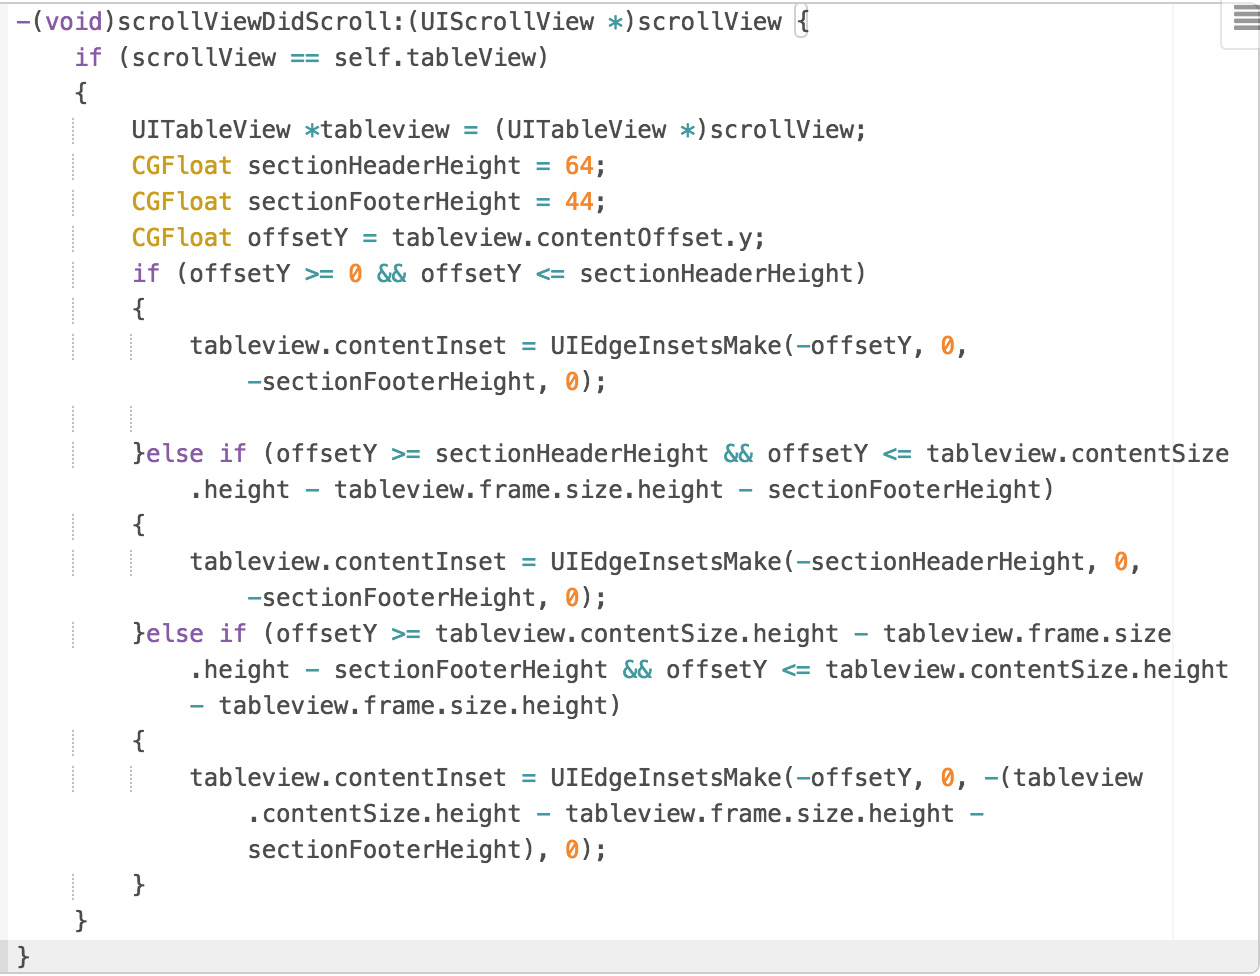 -(void)scrollViewDidScroll:(UIScrollView *)scrollView {
    if (scrollView == self.tableView)
    {
        UITableView *tableview = (UITableView *)scrollView;
        CGFloat sectionHeaderHeight = 64;
        CGFloat sectionFooterHeight = 44;
        CGFloat offsetY = tableview.contentOffset.y;
        if (offsetY >= 0 && offsetY <= sectionHeaderHeight)
        {
            tableview.contentInset = UIEdgeInsetsMake(-offsetY, 0,
                -sectionFooterHeight, 0);
        }else if (offsetY >= sectionHeaderHeight && offsetY <= tableview.contentSize
            .height - tableview.frame.size.height - sectionFooterHeight)
        {
            tableview.contentInset = UIEdgeInsetsMake(-sectionHeaderHeight, 0,
                -sectionFooterHeight, 0);
        }else if (offsetY >= tableview.contentSize.height - tableview.frame.size
            .height - sectionFooterHeight && offsetY <= tableview.contentSize.height
            - tableview.frame.size.height)
        {
            tableview.contentInset = UIEdgeInsetsMake(-offsetY, 0, -(tableview
                .contentSize.height - tableview.frame.size.height -
                sectionFooterHeight), 0);
        }
    }
}